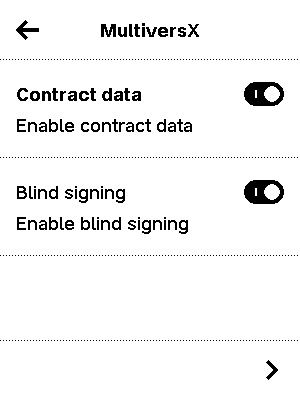 MultiversX
Contract data
Enable contract data
Blind signing
Enable blind signing